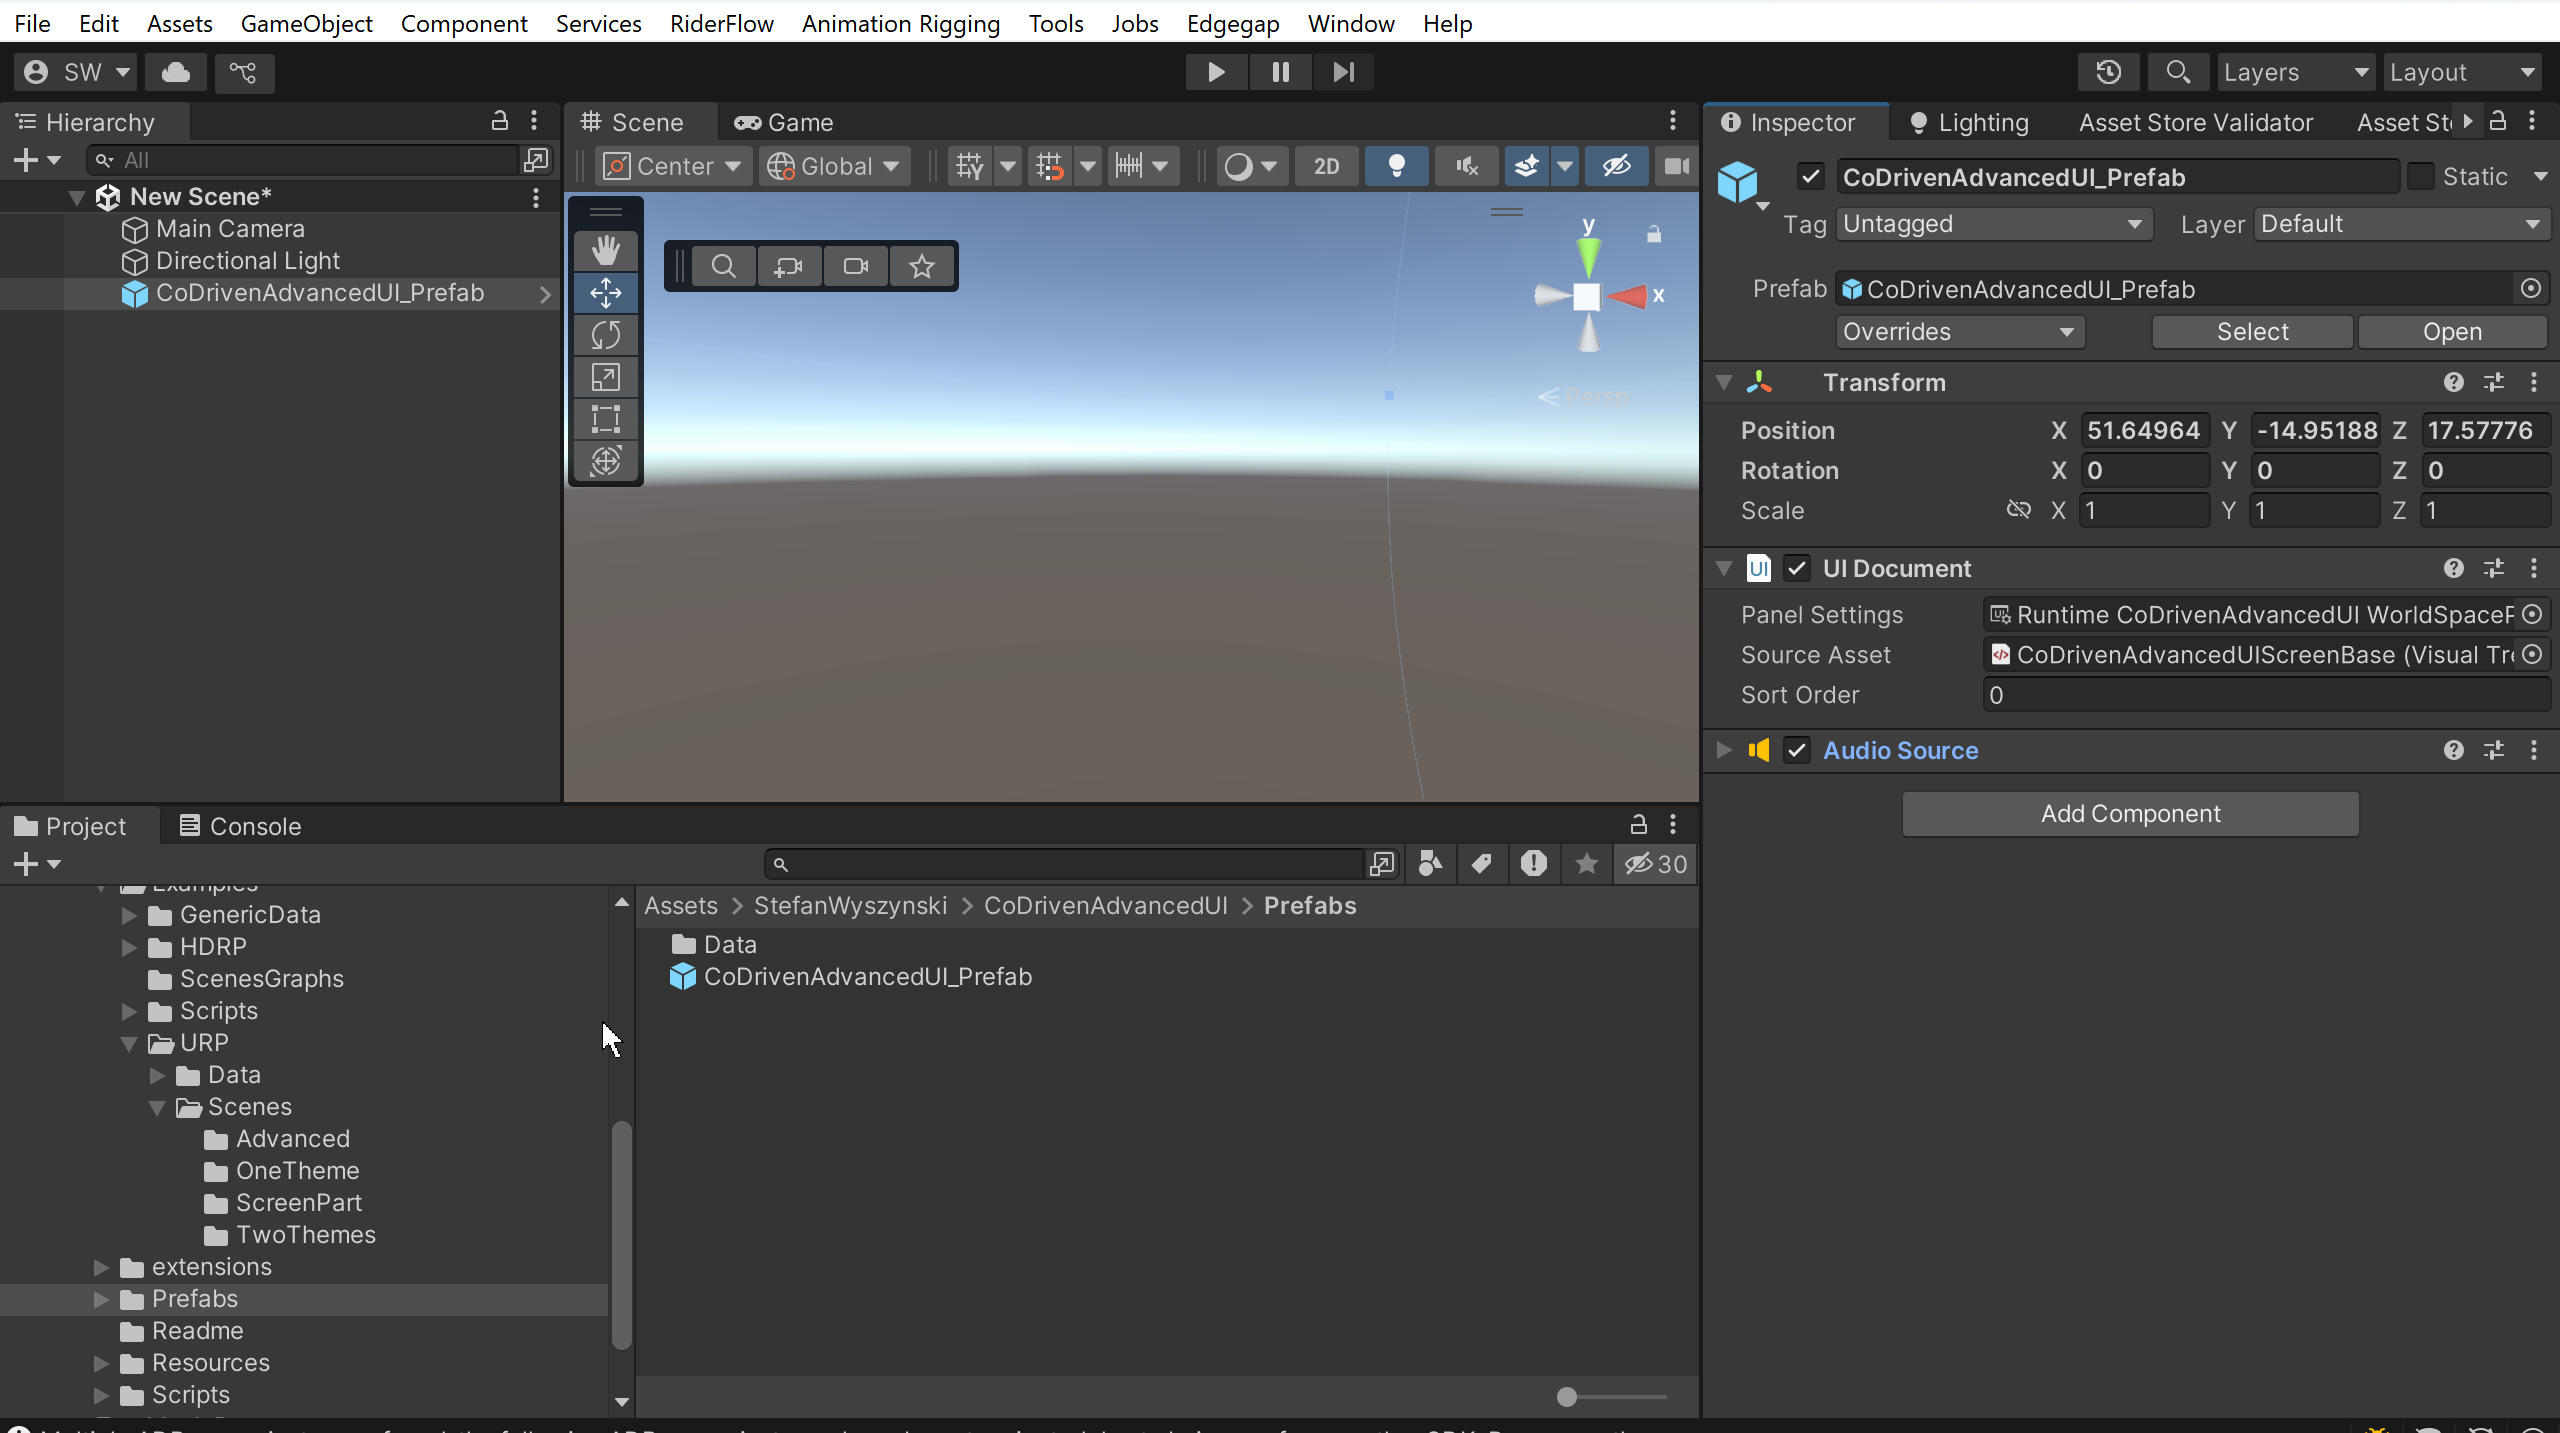 File Edit Assets GameObject Component Services RiderFlow Animation Rigging Tools Jobs Edgegap Window Help
SW Layers Layout
Hierarchy
All
New Scene*
Main Camera
Directional Light
CoDrivenAdvancedUI_Prefab
Scene Game
Center Global 2D
y
x
Persp
Inspector Lighting Asset Store Validator Asset St
CoDrivenAdvancedUI_Prefab Static
Tag Untagged Layer Default
Prefab CoDrivenAdvancedUI_Prefab
Overrides Select Open
Transform
Position X 51.64964 Y -14.95188 Z 17.57776
Rotation X 0 Y 0 Z 0
Scale X 1 Y 1 Z 1
UI UI Document
Panel Settings Runtime CoDrivenAdvancedUI WorldSpaceP
Source Asset CoDrivenAdvancedUIScreenBase (Visual Tre
Sort Order 0
Audio Source
Add Component
Project Console
30
Examples
GenericData
HDRP
ScenesGraphs
Scripts
URP
Data
Scenes
Advanced
OneTheme
ScreenPart
TwoThemes
extensions
Prefabs
Readme
Resources
Scripts
Assets > StefanWyszynski > CoDrivenAdvancedUI > Prefabs
Data
CoDrivenAdvancedUI_Prefab